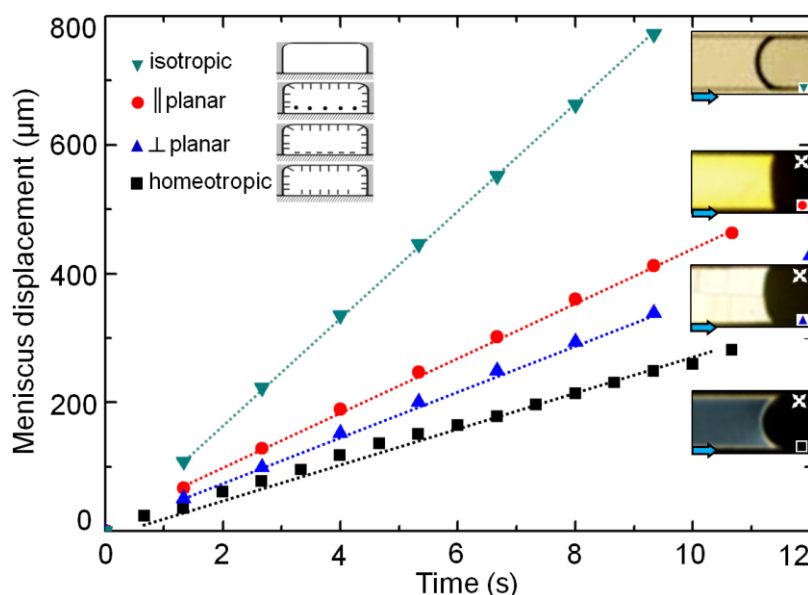 800
600
400
200
0
Meniscus displacement (μm)
isotropic
∥ planar
⊥ planar
homeotropic
0
2
4
6
8
10
12
Time (s)